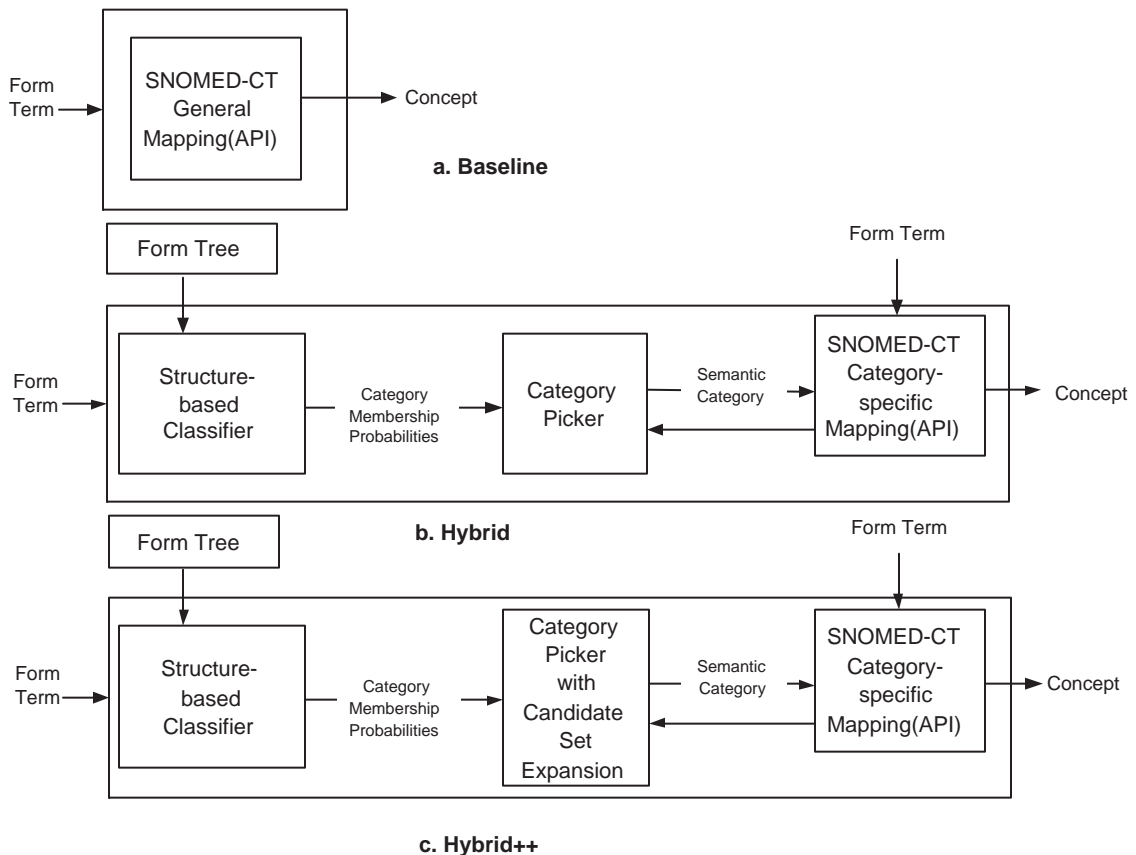 Form
Term
SNOMED-CT
General
Mapping(API)
Concept
a. Baseline
Form Tree
Form Term
Form
Term
Structure-
based
Classifier
Category
Membership
Probabilities
Category
Picker
Semantic
Category
SNOMED-CT
Category-
specific
Mapping(API)
Concept
b. Hybrid
Form Tree
Form Term
Form
Term
Structure-
based
Classifier
Category
Membership
Probabilities
Category
Picker
with
Candidate
Set
Expansion
Semantic
Category
SNOMED-CT
Category-
specific
Mapping(API)
Concept
c. Hybrid++